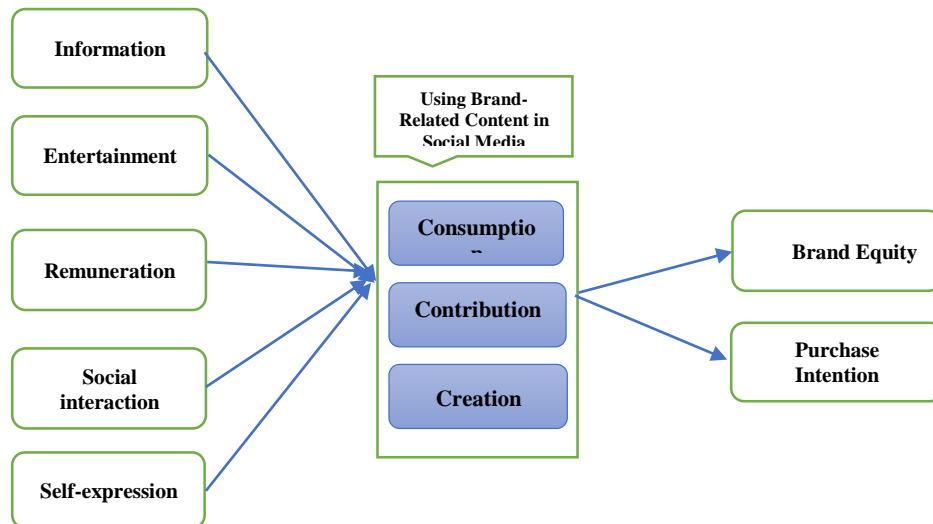 Information
Entertainment
Remuneration
Social
interaction
Self-expression
Using Brand-
Related Content in
Social Media
Consumptio
n
Contribution
Creation
Brand Equity
Purchase
Intention